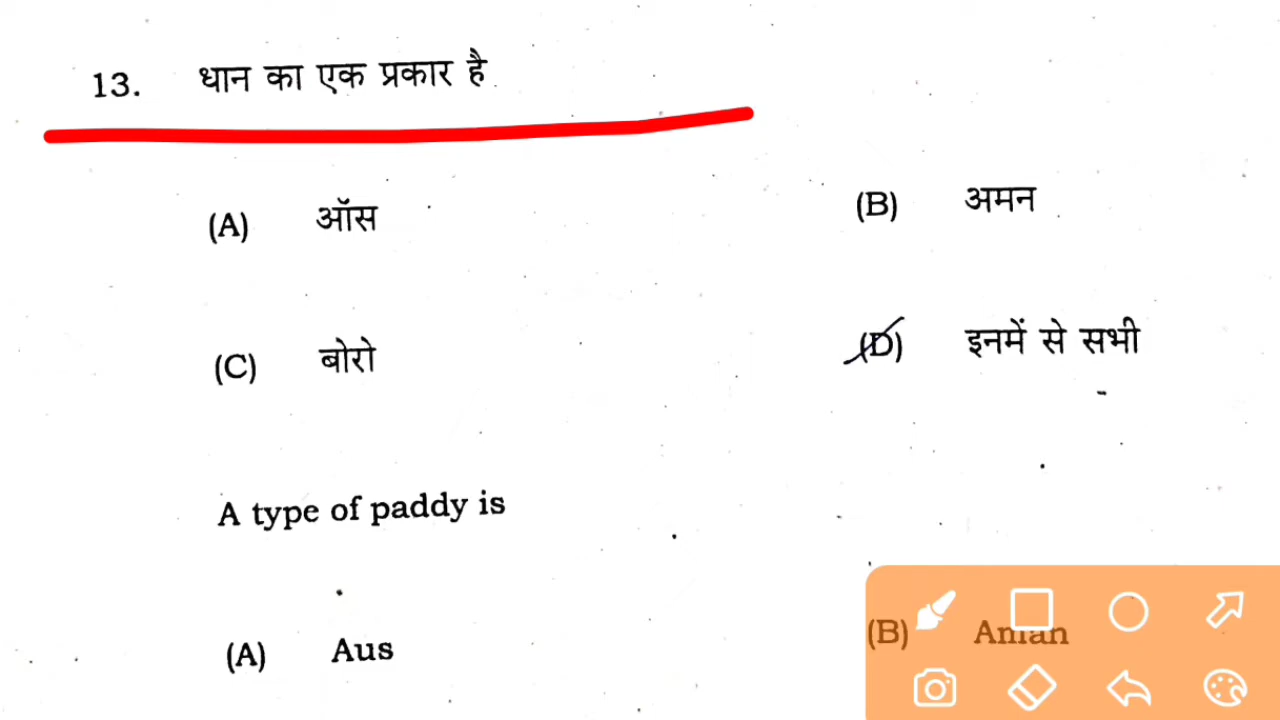 13. धान का एक प्रकार है
(A) ऑस (B) अमन
(C) बोरो (D) इनमें से सभी
A type of paddy is
(A) Aus (B) Aman